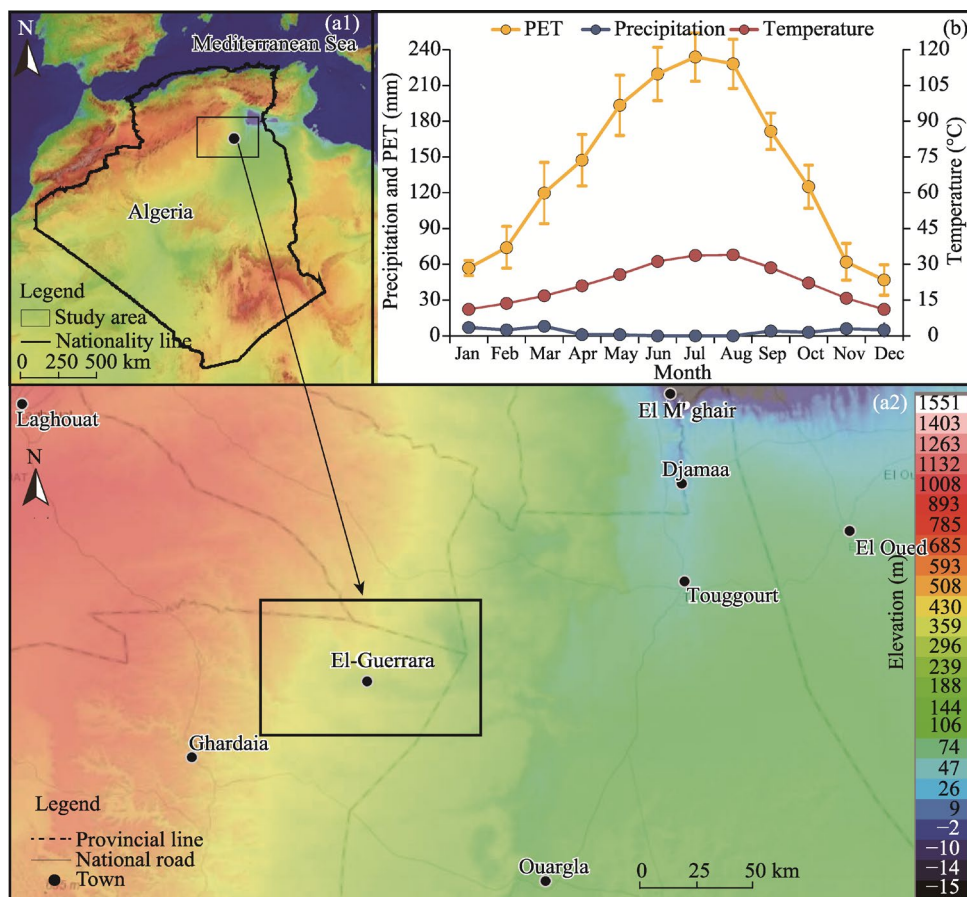 (a1)
N
Mediterranean Sea
Algeria
Legend
Study area
Nationality line
0 250 500 km
(b)
PET
Precipitation
Temperature
Precipitation and PET (mm)
240
210
180
150
120
90
60
30
0
Temperature (°C)
120
105
90
75
60
45
30
15
0
Jan Feb Mar Apr May Jun Jul Aug Sep Oct Nov Dec
Month
(a2)
Laghouat
N
El M'ghair
Djamaa
El Ou
El Oued
Touggourt
El-Guerrara
Ghardaia
Ouargla
Legend
Provincial line
National road
Town
0 25 50 km
Elevation (m)
1551
1403
1263
1132
1008
893
785
685
593
508
430
359
296
239
188
144
106
74
47
26
9
−2
−10
−14
−15